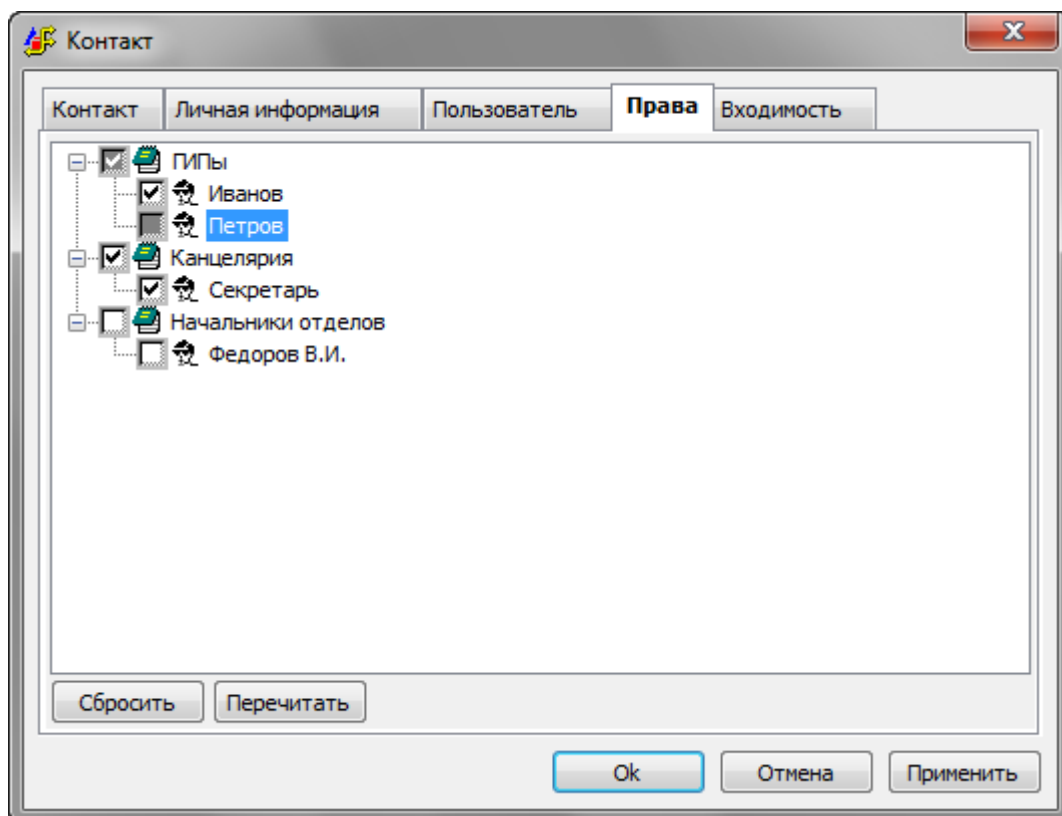 Контакт
Контакт Личная информация Пользователь Права Входимость
ГИПы
Иванов
Петров
Канцелярия
Секретарь
Начальники отделов
Федоров В.И.
Сбросить Перечитать
Ok Отмена Применить